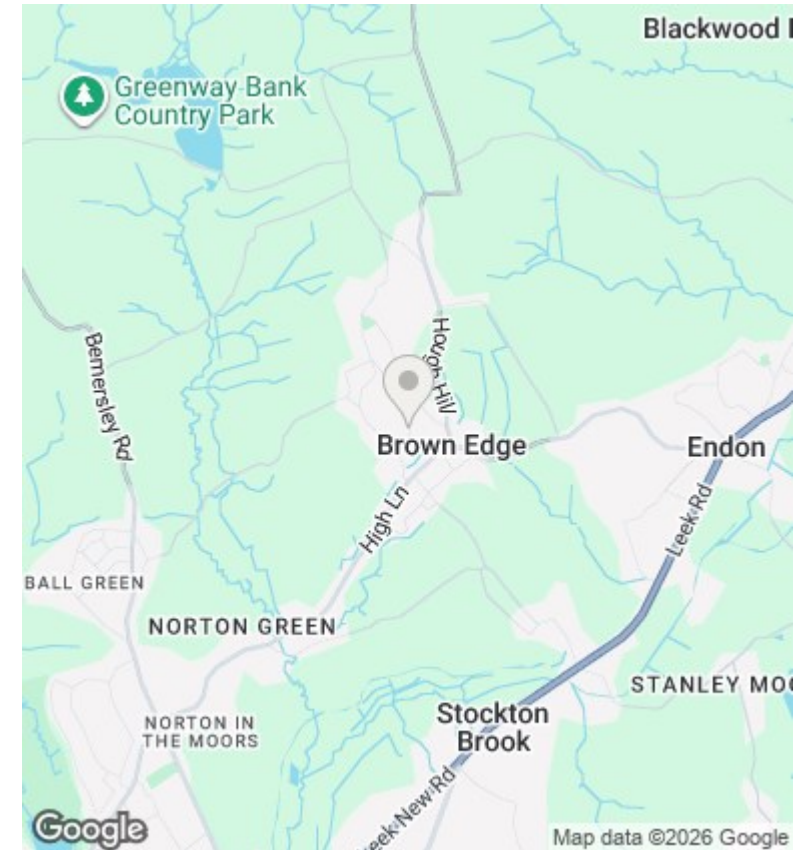 Blackwood
Greenway Bank
Country Park
Hough Hill
Bemersley Rd
Brown Edge
Endon
High Ln
Leek Rd
BALL GREEN
NORTON GREEN
STANLEY MOO
Stockton
Brook
NORTON IN
THE MOORS
Leek New Rd
Google
Map data ©2026 Google